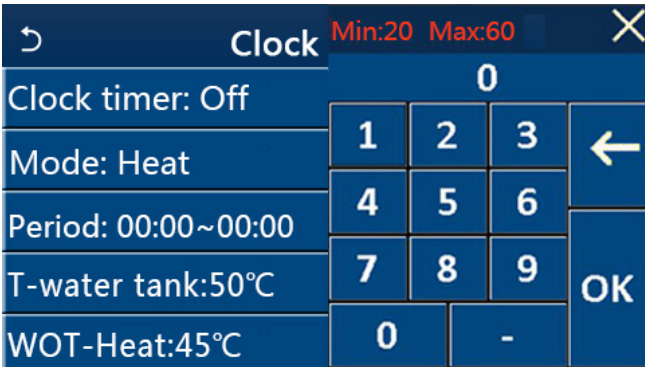 Clock
Clock timer: Off
Mode: Heat
Period: 00:00~00:00
T-water tank:50℃
WOT-Heat:45℃
Min:20 Max:60
0
1 2 3
4 5 6
7 8 9
OK
0 -